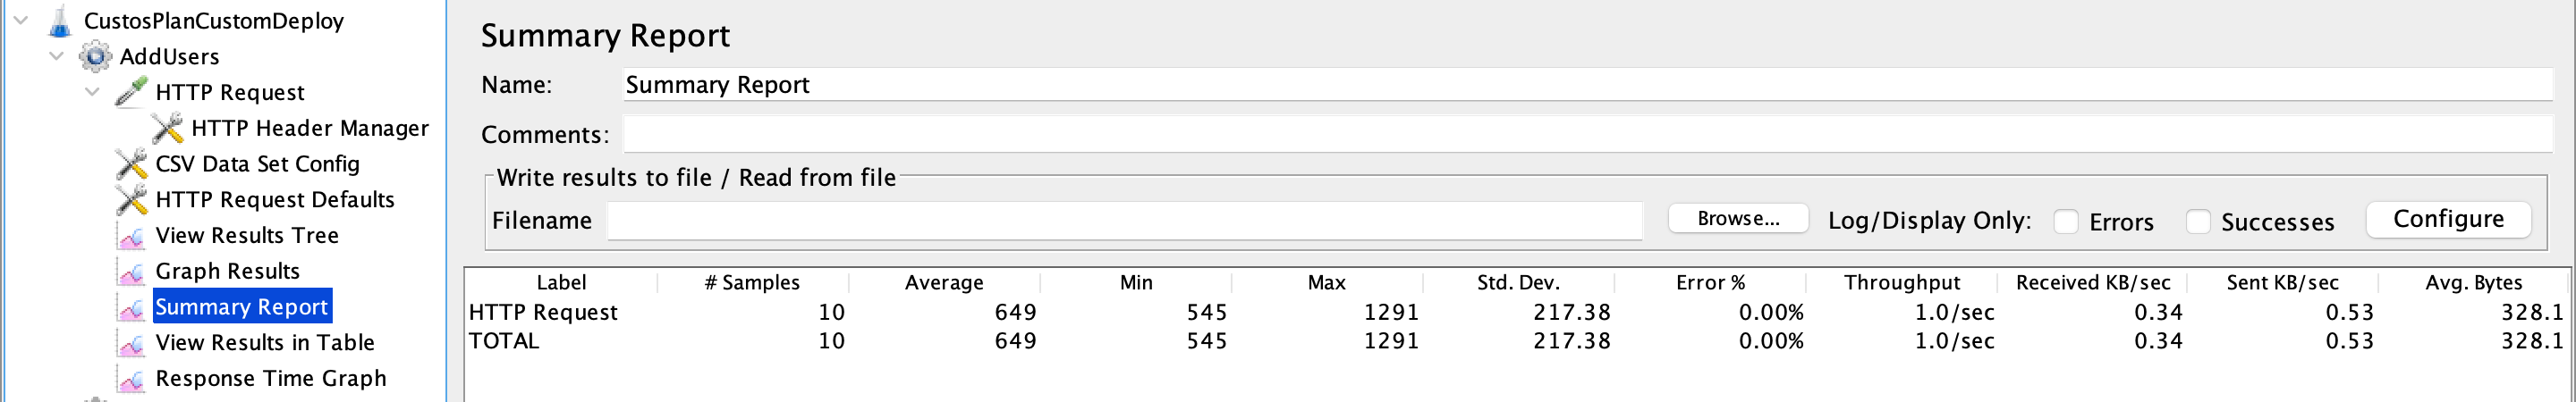 CustosPlanCustomDeploy
AddUsers
HTTP Request
HTTP Header Manager
CSV Data Set Config
HTTP Request Defaults
View Results Tree
Graph Results
Summary Report
View Results in Table
Response Time Graph
Summary Report
Name: Summary Report
Comments:
Write results to file / Read from file
Filename Browse... Log/Display Only: Errors Successes Configure
Label # Samples Average Min Max Std. Dev. Error % Throughput Received KB/sec Sent KB/sec Avg. Bytes
HTTP Request 10 649 545 1291 217.38 0.00% 1.0/sec 0.34 0.53 328.1
TOTAL 10 649 545 1291 217.38 0.00% 1.0/sec 0.34 0.53 328.1